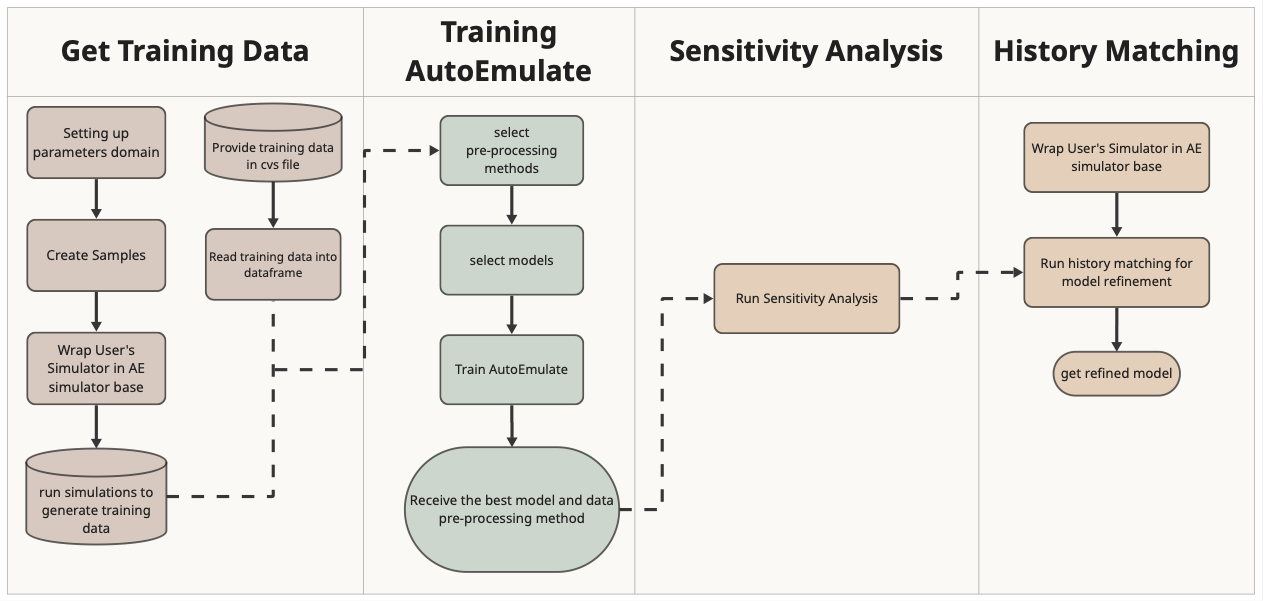 Get Training Data
Training
AutoEmulate
Sensitivity Analysis
History Matching
Setting up
parameters domain
Create Samples
Wrap User's
Simulator in AE
simulator base
run simulations to
generate training
data
Provide training data
in cvs file
Read training data into
dataframe
select
pre-processing
methods
select models
Train AutoEmulate
Receive the best model and data
pre-processing method
Run Sensitivity Analysis
Wrap User's Simulator in AE
simulator base
Run history matching for
model refinement
get refined model